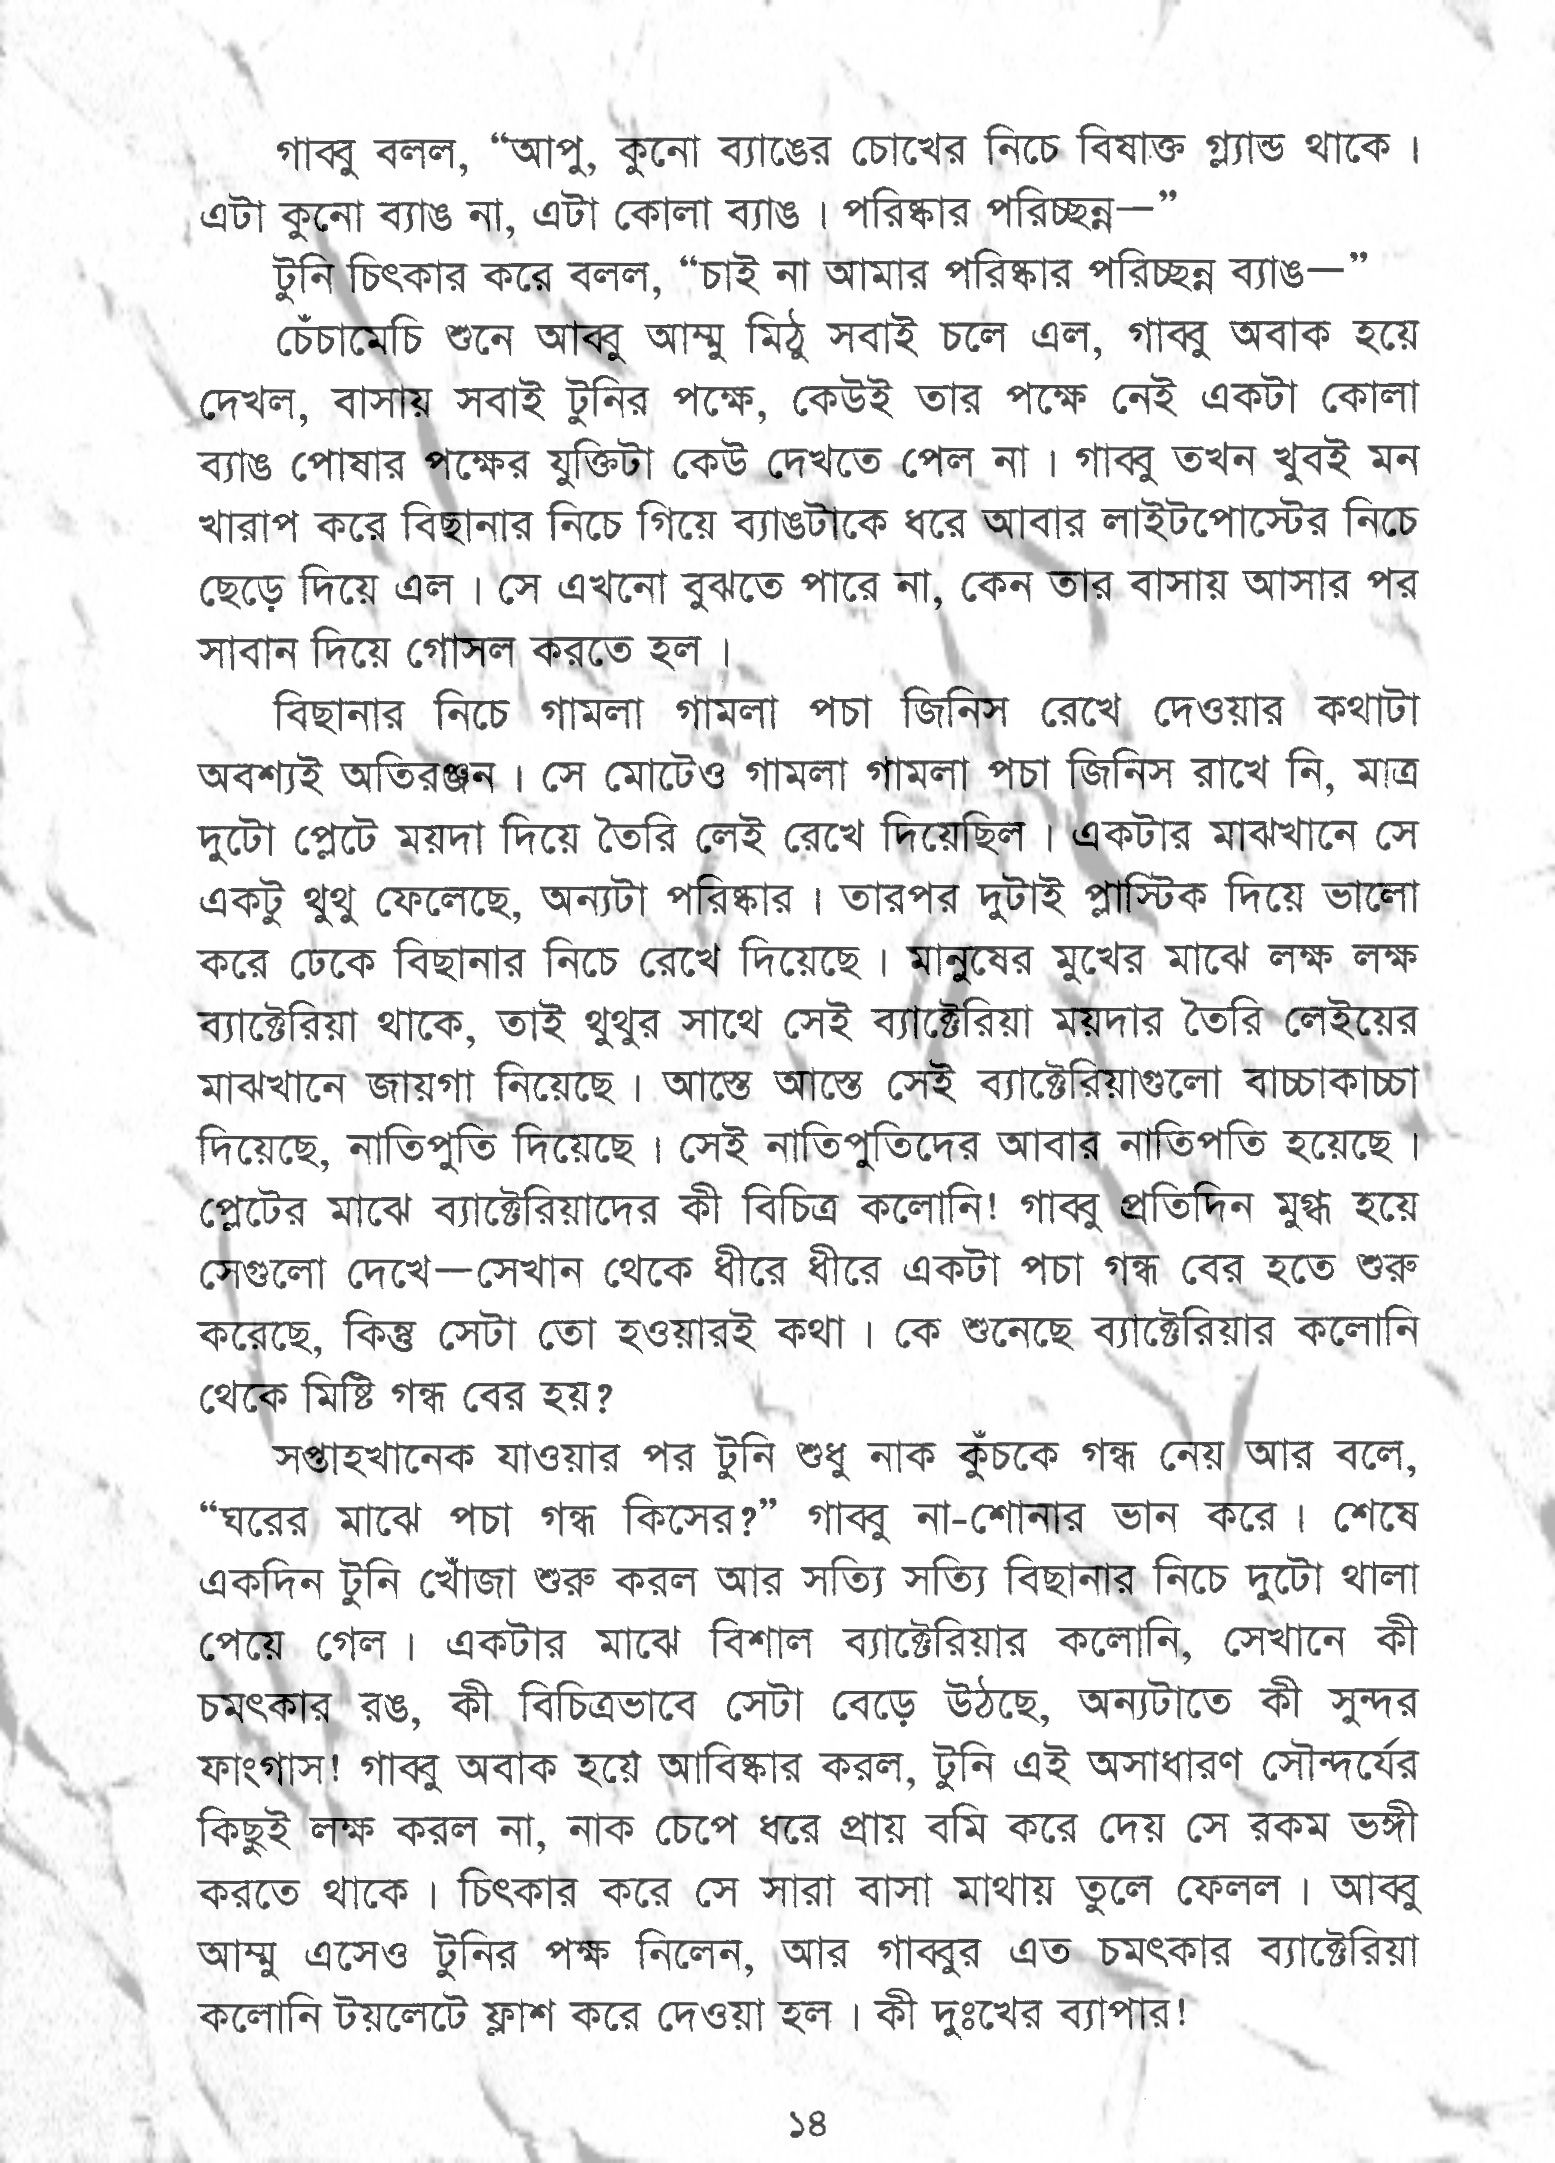 গাব্বু বলল, “আপু, কুনো ব্যাঙের চোখের নিচে বিষাক্ত গ্ল্যান্ড থাকে।
এটা কুনো ব্যাঙ না, এটা কোলা ব্যাঙ। পরিষ্কার পরিচ্ছন্ন—”
টুনি চিৎকার করে বলল, “চাই না আমার পরিষ্কার পরিচ্ছন্ন ব্যাঙ—”
চেঁচামেচি শুনে আব্বু আম্মু মিঠু সবাই চলে এল, গাব্বু অবাক হয়ে
দেখল, বাসায় সবাই টুনির পক্ষে, কেউই তার পক্ষে নেই একটা কোলা
ব্যাঙ পোষার পক্ষের যুক্তিটা কেউ দেখতে পেল না। গাব্বু তখন খুবই মন
খারাপ করে বিছানার নিচে গিয়ে ব্যাঙটাকে ধরে আবার লাইটপোস্টের নিচে
ছেড়ে দিয়ে এল। সে এখনো বুঝতে পারে না, কেন তার বাসায় আসার পর
সাবান দিয়ে গোসল করতে হল।
বিছানার নিচে গামলা গামলা পচা জিনিস রেখে দেওয়ার কথাটা
অবশ্যই অতিরঞ্জন। সে মোটেও গামলা গামলা পচা জিনিস রাখে নি, মাত্র
দুটো প্লেটে ময়দা দিয়ে তৈরি লেই রেখে দিয়েছিল। একটার মাঝখানে সে
একটু থুথু ফেলেছে, অন্যটা পরিষ্কার। তারপর দুটাই প্লাস্টিক দিয়ে ভালো
করে ঢেকে বিছানার নিচে রেখে দিয়েছে। মানুষের মুখের মাঝে লক্ষ লক্ষ
ব্যাক্টেরিয়া থাকে, তাই থুথুর সাথে সেই ব্যাক্টেরিয়া ময়দার তৈরি লেইয়ের
মাঝখানে জায়গা নিয়েছে। আস্তে আস্তে সেই ব্যাক্টেরিয়াগুলো বাচ্চাকাচ্চা
দিয়েছে, নাতিপুতি দিয়েছে। সেই নাতিপুতিদের আবার নাতিপতি হয়েছে।
প্লেটের মাঝে ব্যাক্টেরিয়াদের কী বিচিত্র কলোনি! গাব্বু প্রতিদিন মুগ্ধ হয়ে
সেগুলো দেখে—সেখান থেকে ধীরে ধীরে একটা পচা গন্ধ বের হতে শুরু
করেছে, কিন্তু সেটা তো হওয়ারই কথা। কে শুনেছে ব্যাক্টেরিয়ার কলোনি
থেকে মিষ্টি গন্ধ বের হয়?
সপ্তাহখানেক যাওয়ার পর টুনি শুধু নাক কুঁচকে গন্ধ নেয় আর বলে,
“ঘরের মাঝে পচা গন্ধ কিসের?” গাব্বু না-শোনার ভান করে। শেষে
একদিন টুনি খোঁজা শুরু করল আর সত্যি সত্যি বিছানার নিচে দুটো থালা
পেয়ে গেল। একটার মাঝে বিশাল ব্যাক্টেরিয়ার কলোনি, সেখানে কী
চমৎকার রঙ, কী বিচিত্রভাবে সেটা বেড়ে উঠছে, অন্যটাতে কী সুন্দর
ফাংগাস! গাব্বু অবাক হয়ে আবিষ্কার করল, টুনি এই অসাধারণ সৌন্দর্যের
কিছুই লক্ষ করল না, নাক চেপে ধরে প্রায় বমি করে দেয় সে রকম ভঙ্গী
করতে থাকে। চিৎকার করে সে সারা বাসা মাথায় তুলে ফেলল। আব্বু
আম্মু এসেও টুনির পক্ষ নিলেন, আর গাব্বুর এত চমৎকার ব্যাক্টেরিয়া
কলোনি টয়লেটে ফ্লাশ করে দেওয়া হল। কী দুঃখের ব্যাপার!
১৪